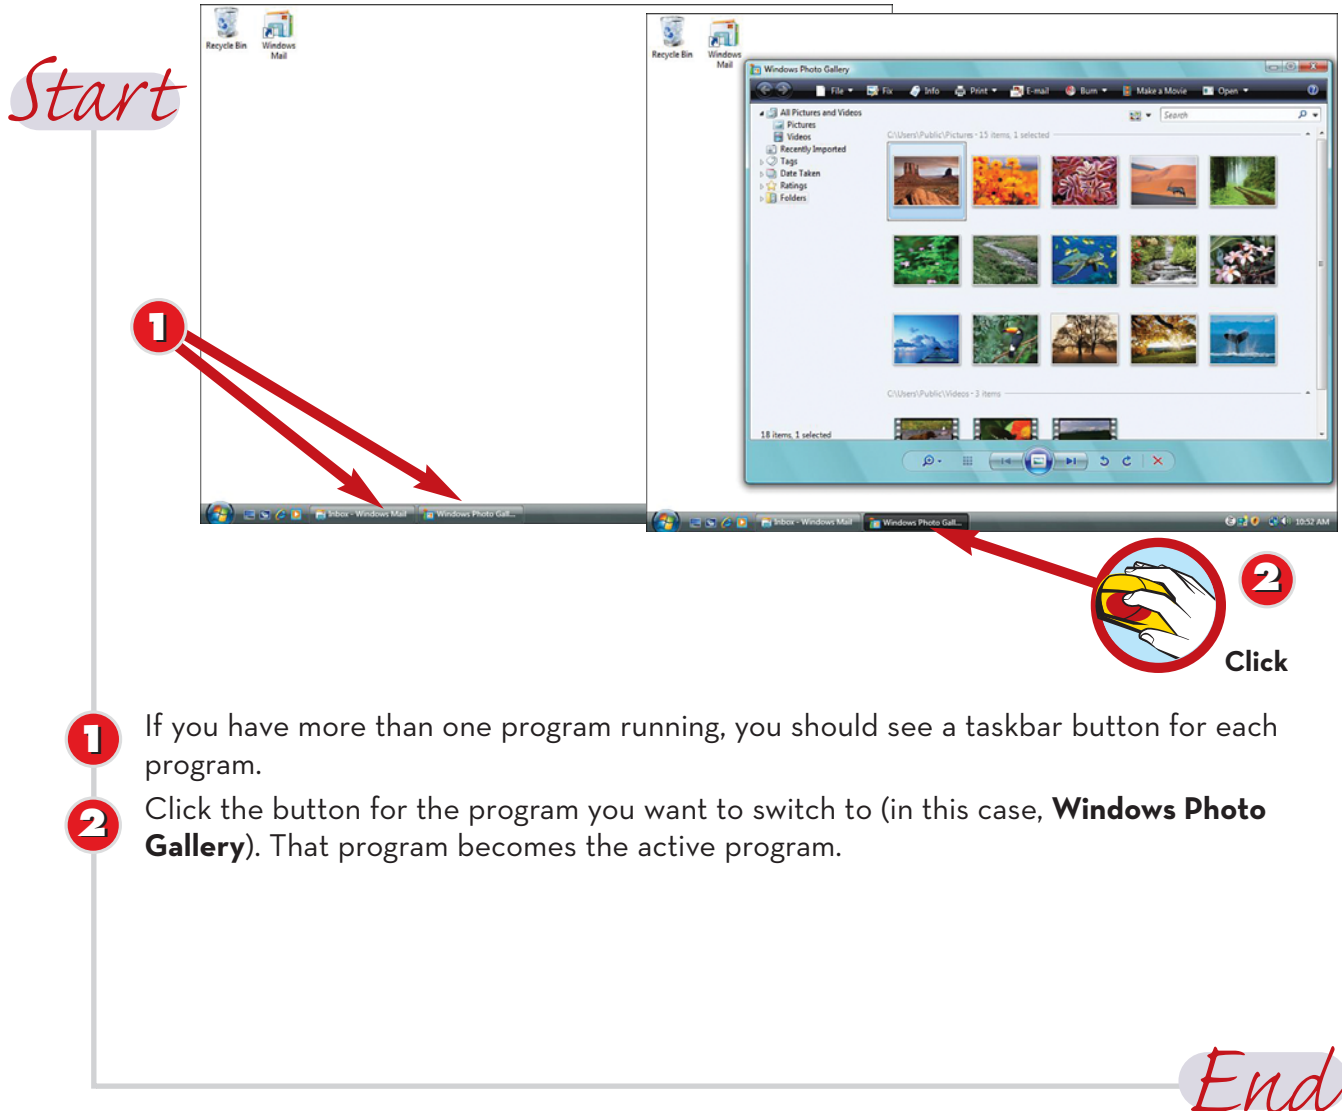 Start
Recycle Bin
Windows Mail
Recycle Bin
Windows Mail
Windows Photo Gallery
File Fix Info Print E-mail Burn Make a Movie Open
All Pictures and Videos
Pictures
Videos
Recently Imported
Tags
Date Taken
Ratings
Folders
Search
C:\Users\Public\Pictures - 15 items, 1 selected
C:\Users\Public\Videos - 3 items
18 items, 1 selected
1
Inbox - Windows Mail
Windows Photo Gall...
Inbox - Windows Mail
Windows Photo Gall...
10:52 AM
2
Click
1 If you have more than one program running, you should see a taskbar button for each
program.
2 Click the button for the program you want to switch to (in this case, Windows Photo
Gallery). That program becomes the active program.
End